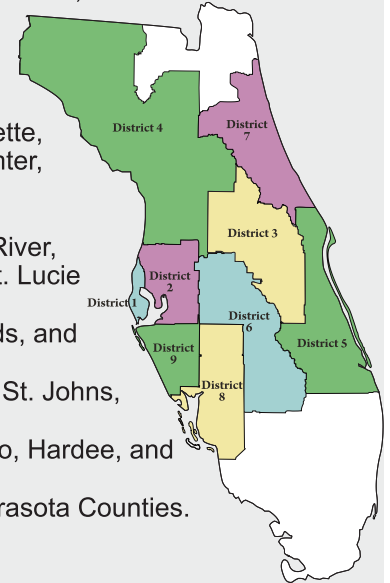 ette,
nter,
River,
t. Lucie
ds, and
St. Johns,
o, Hardee, and
rasota Counties.
District 4
District
7
District 3
District
2
District 1
District
6
District 5
District
9
District
8